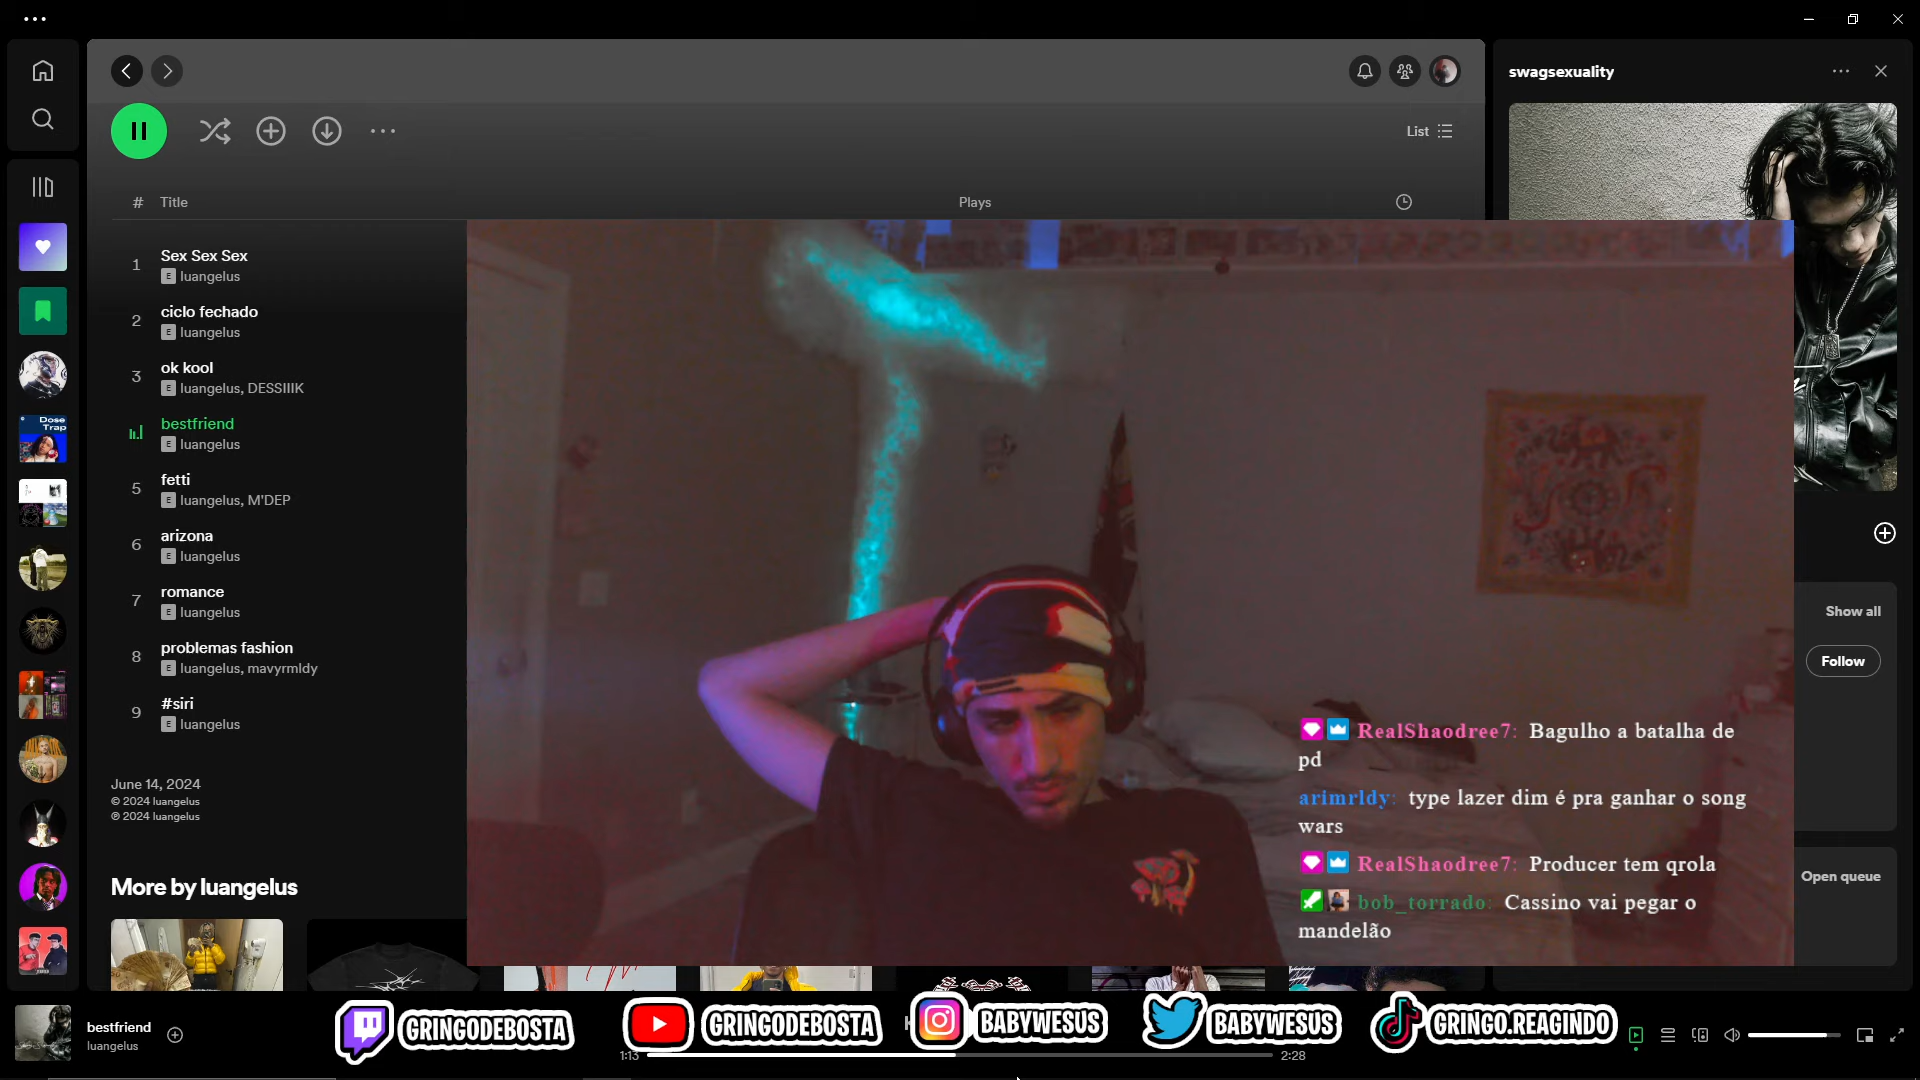 swagsexuality
List
# Title Plays
1 Sex Sex Sex
E luangelus
2 ciclo fechado
E luangelus
3 ok kool
E luangelus, DESSIIIK
bestfriend
E luangelus
5 fetti
E luangelus, M'DEP
6 arizona
E luangelus
7 romance
E luangelus
8 problemas fashion
E luangelus, mavyrmldy
9 #siri
E luangelus
June 14, 2024
© 2024 luangelus
℗ 2024 luangelus
More by luangelus
Dose
Trap
Show all
Follow
Open queue
RealShaodree7: Bagulho a batalha de
pd
arimrldy: type lazer dim é pra ganhar o song
wars
RealShaodree7: Producer tem qrola
bob_torrado: Cassino vai pegar o
mandelão
bestfriend
luangelus
GRINGODEBOSTA
GRINGODEBOSTA
BABYWESUS
BABYWESUS
GRINGO.REAGINDO
1:13
2:28